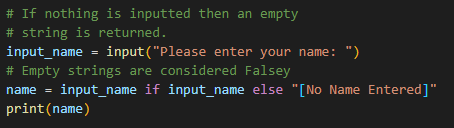 # If nothing is inputted then an empty
# string is returned.
input_name = input("Please enter your name: ")
# Empty strings are considered Falsey
name = input_name if input_name else "[No Name Entered]"
print(name)